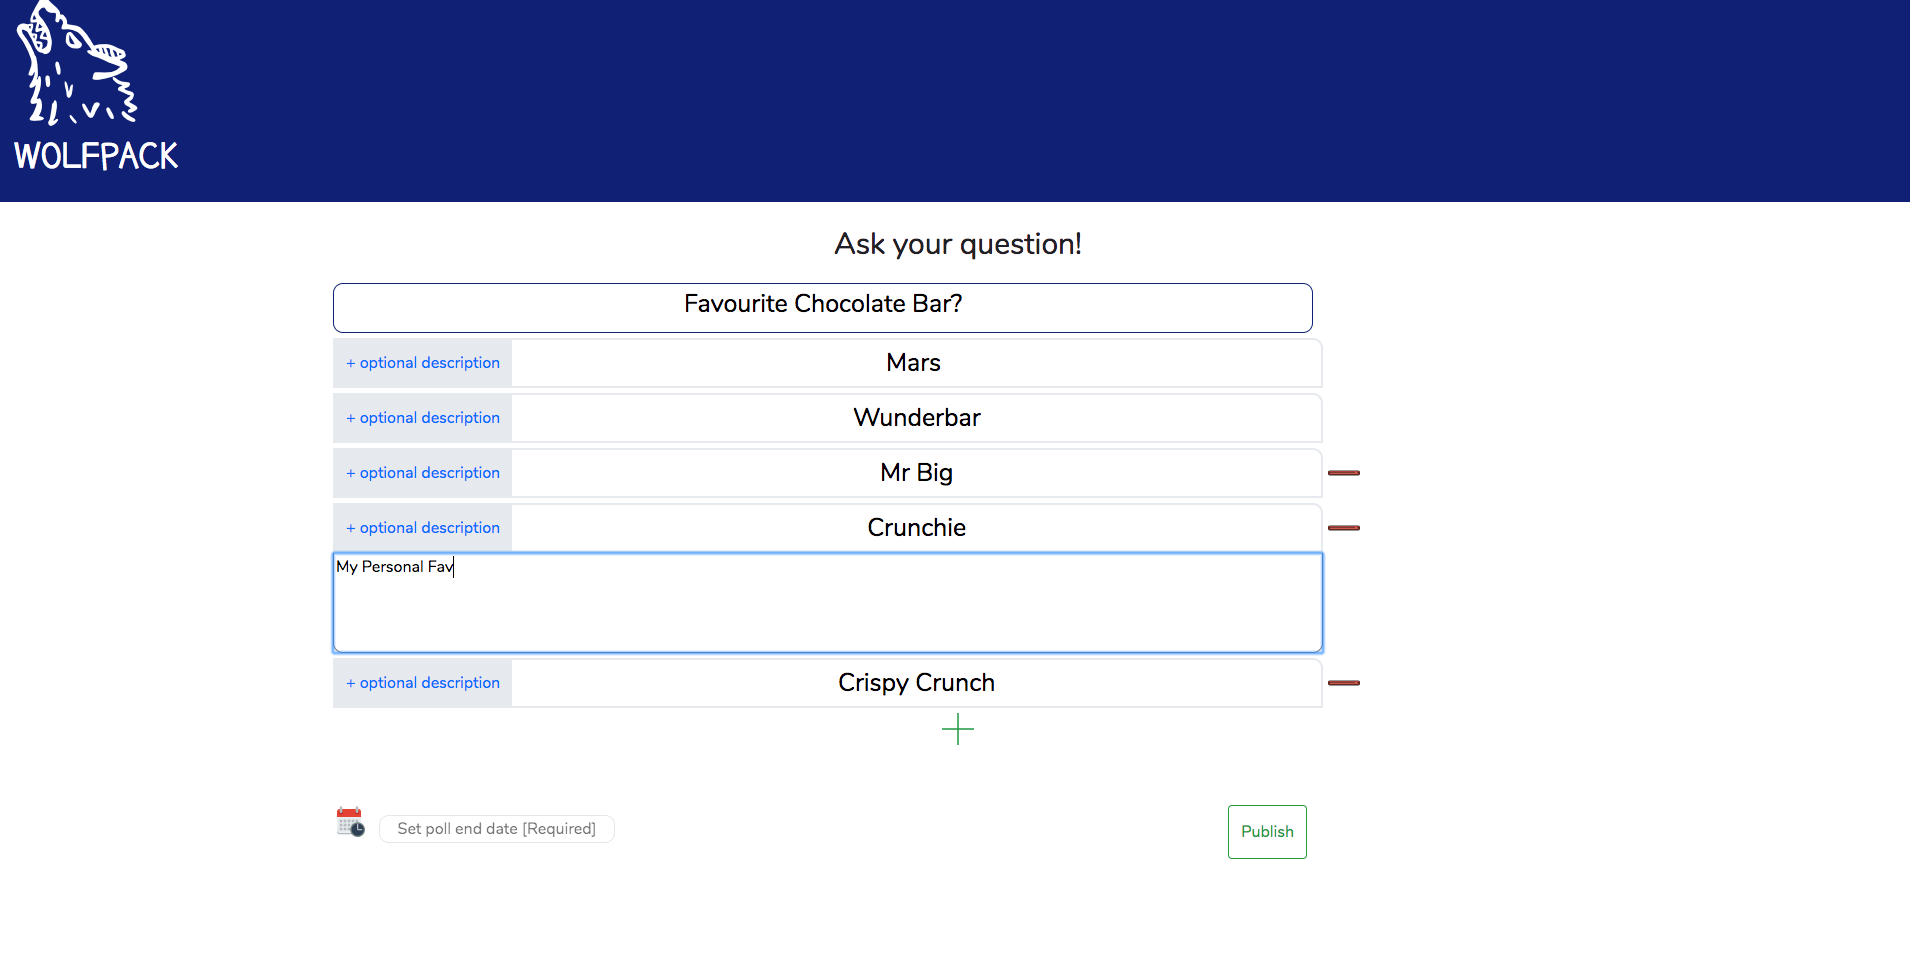 WOLFPACK
Ask your question!
Favourite Chocolate Bar?
+ optional description Mars
+ optional description Wunderbar
+ optional description Mr Big
+ optional description Crunchie
My Personal Fav
+ optional description Crispy Crunch
Set poll end date [Required] Publish